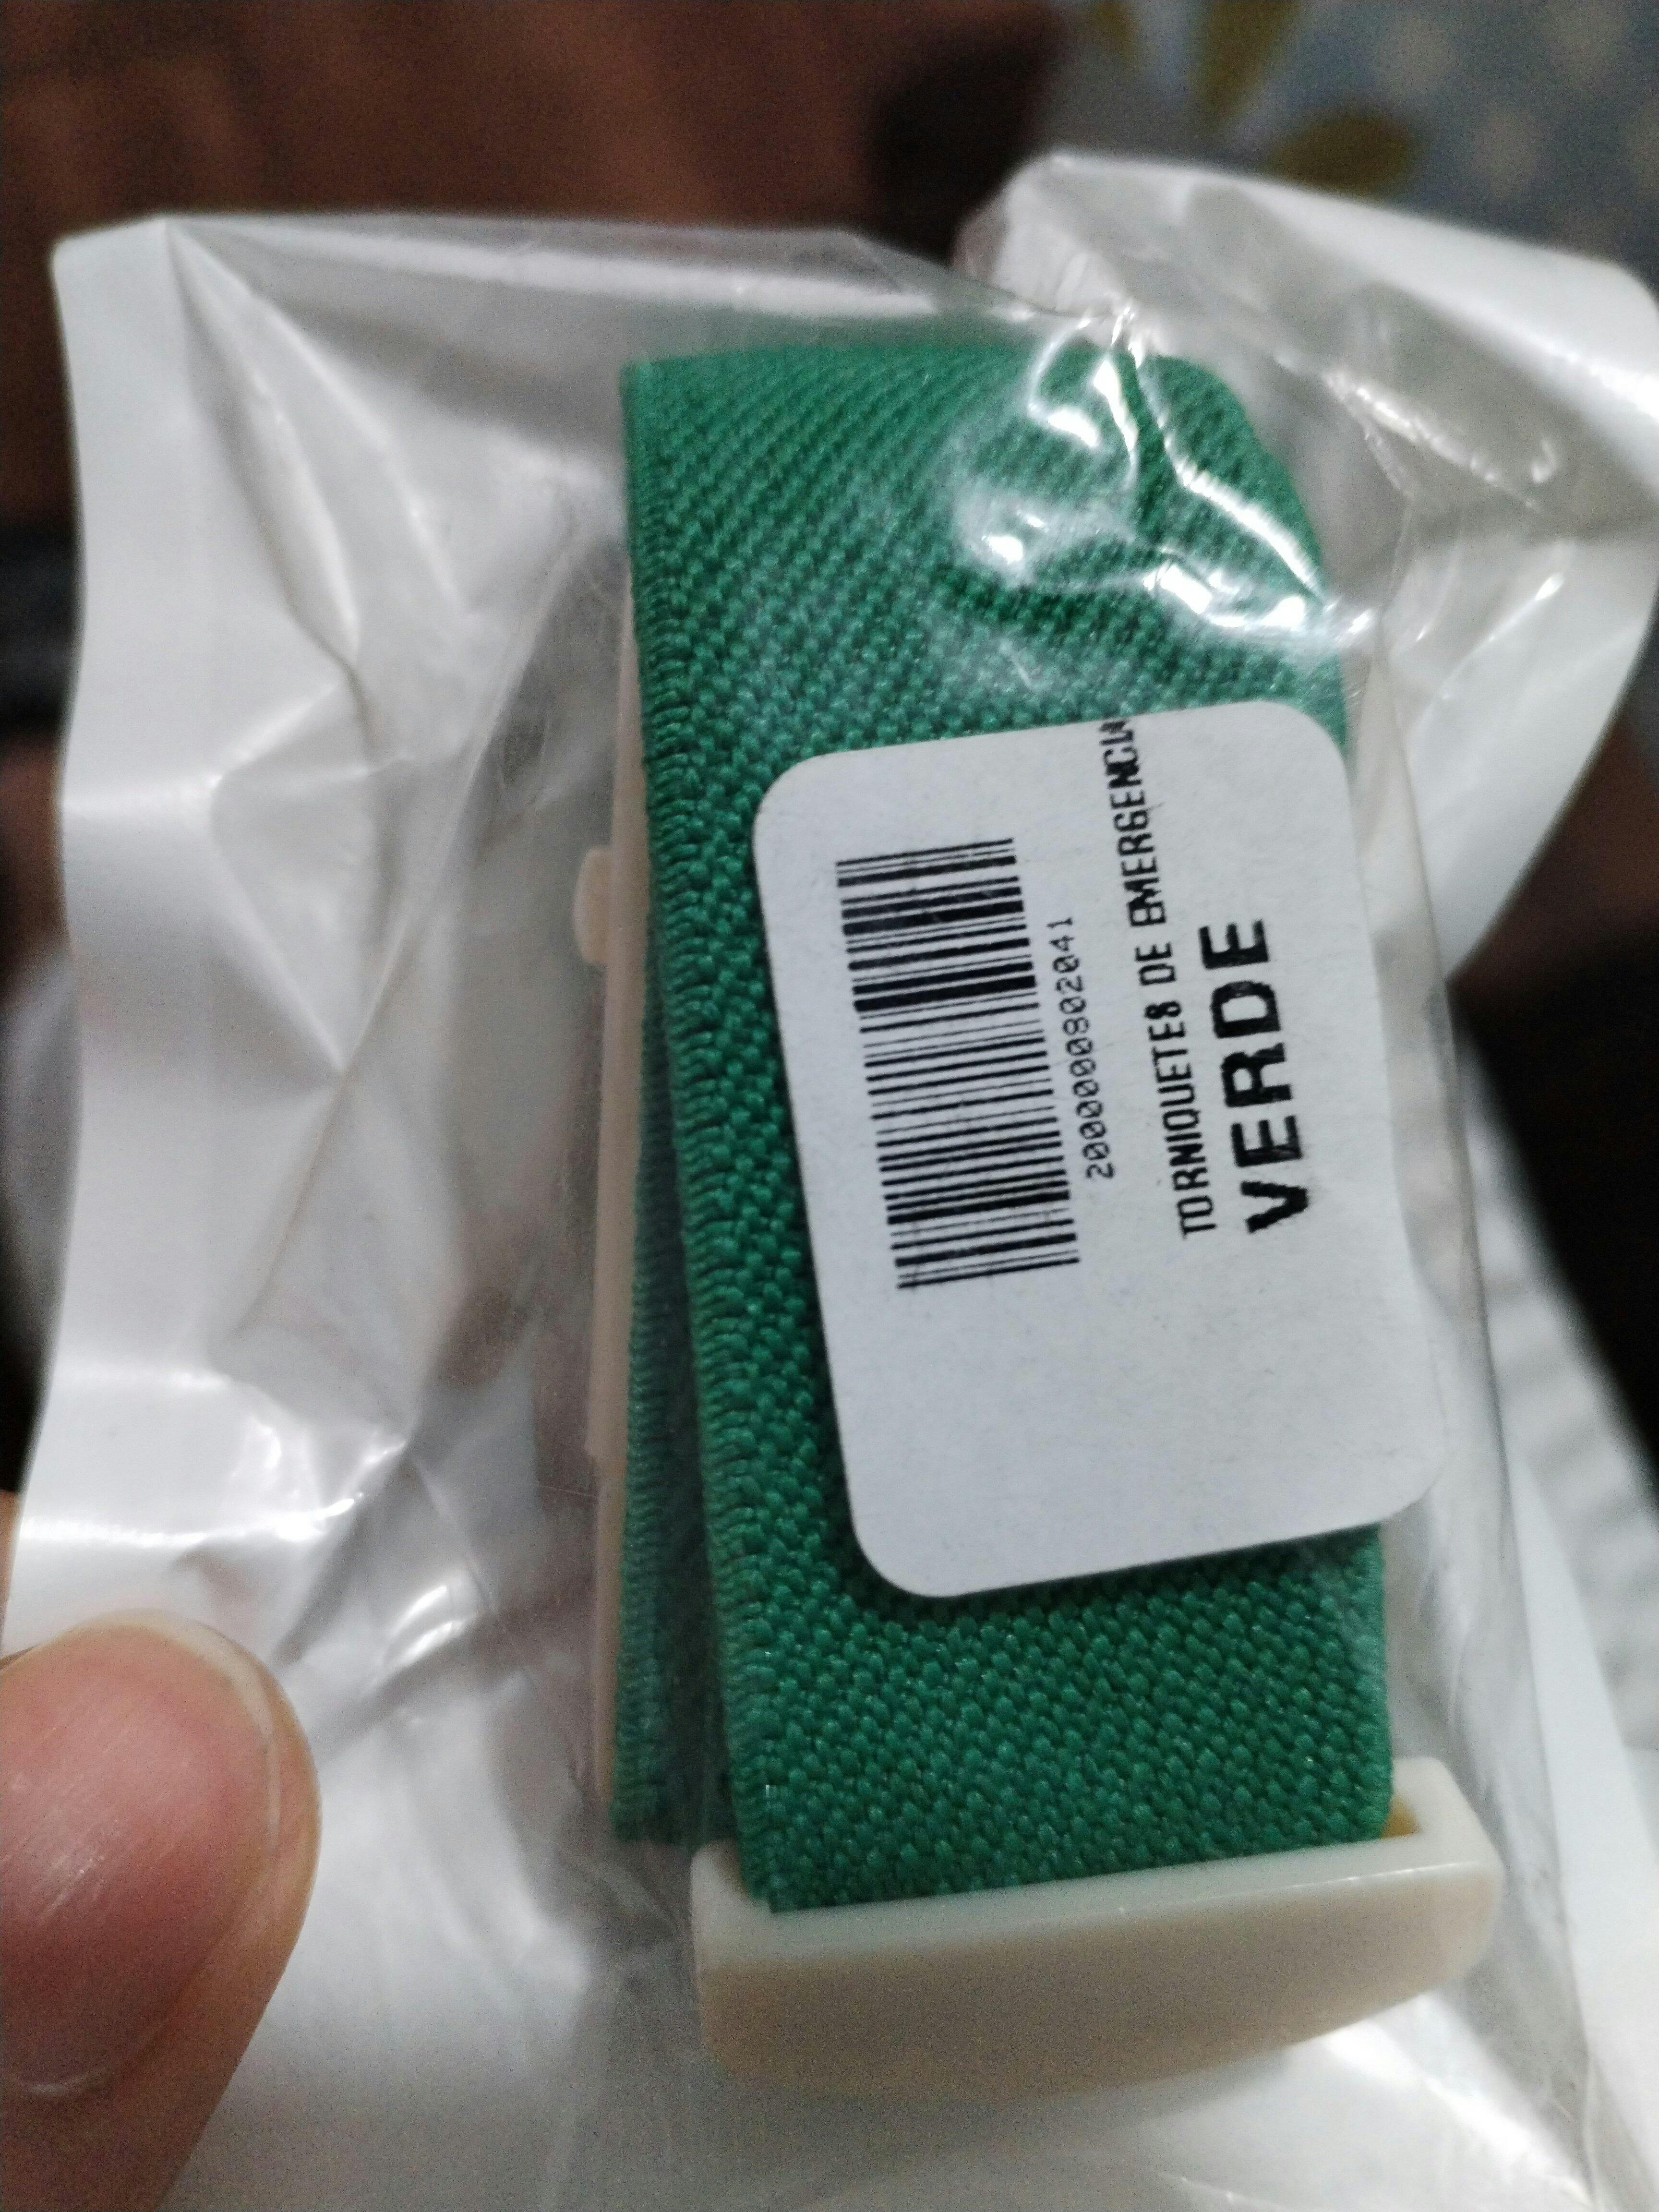 2000000802041
TORNIQUETES DE EMERGENCIA
VERDE